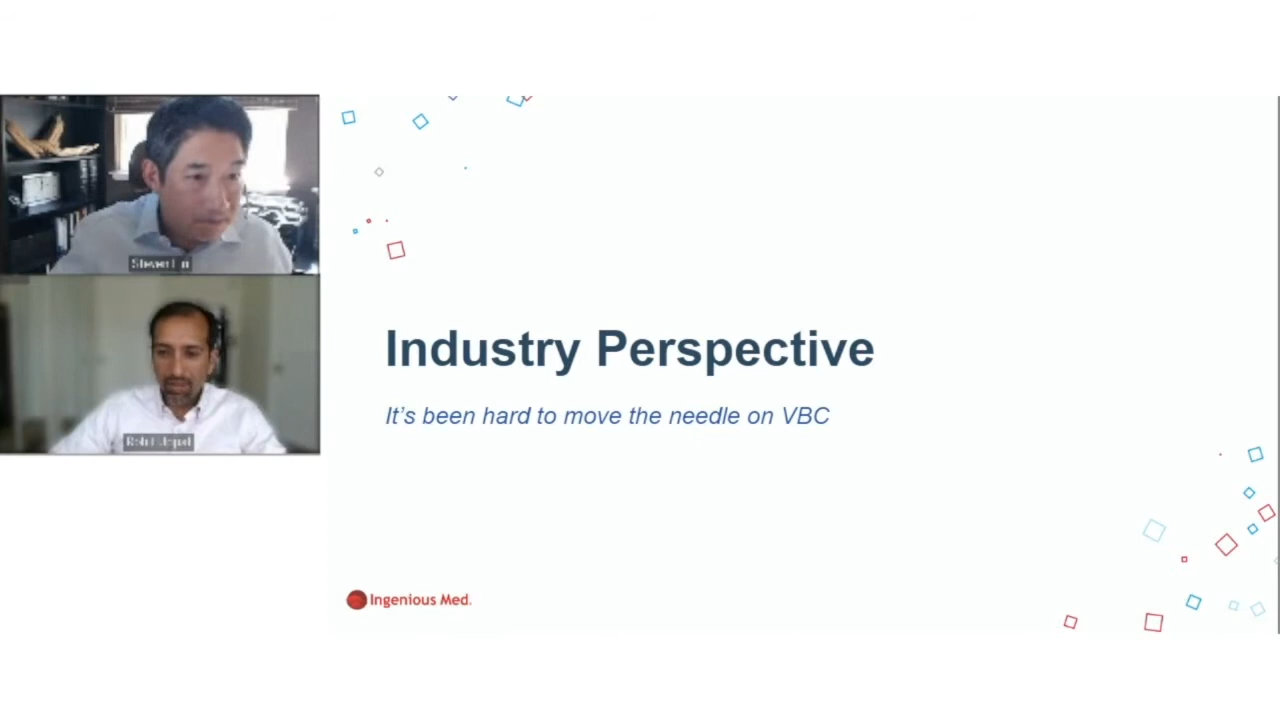 Industry Perspective
It's been hard to move the needle on VBC
Ingenious Med.